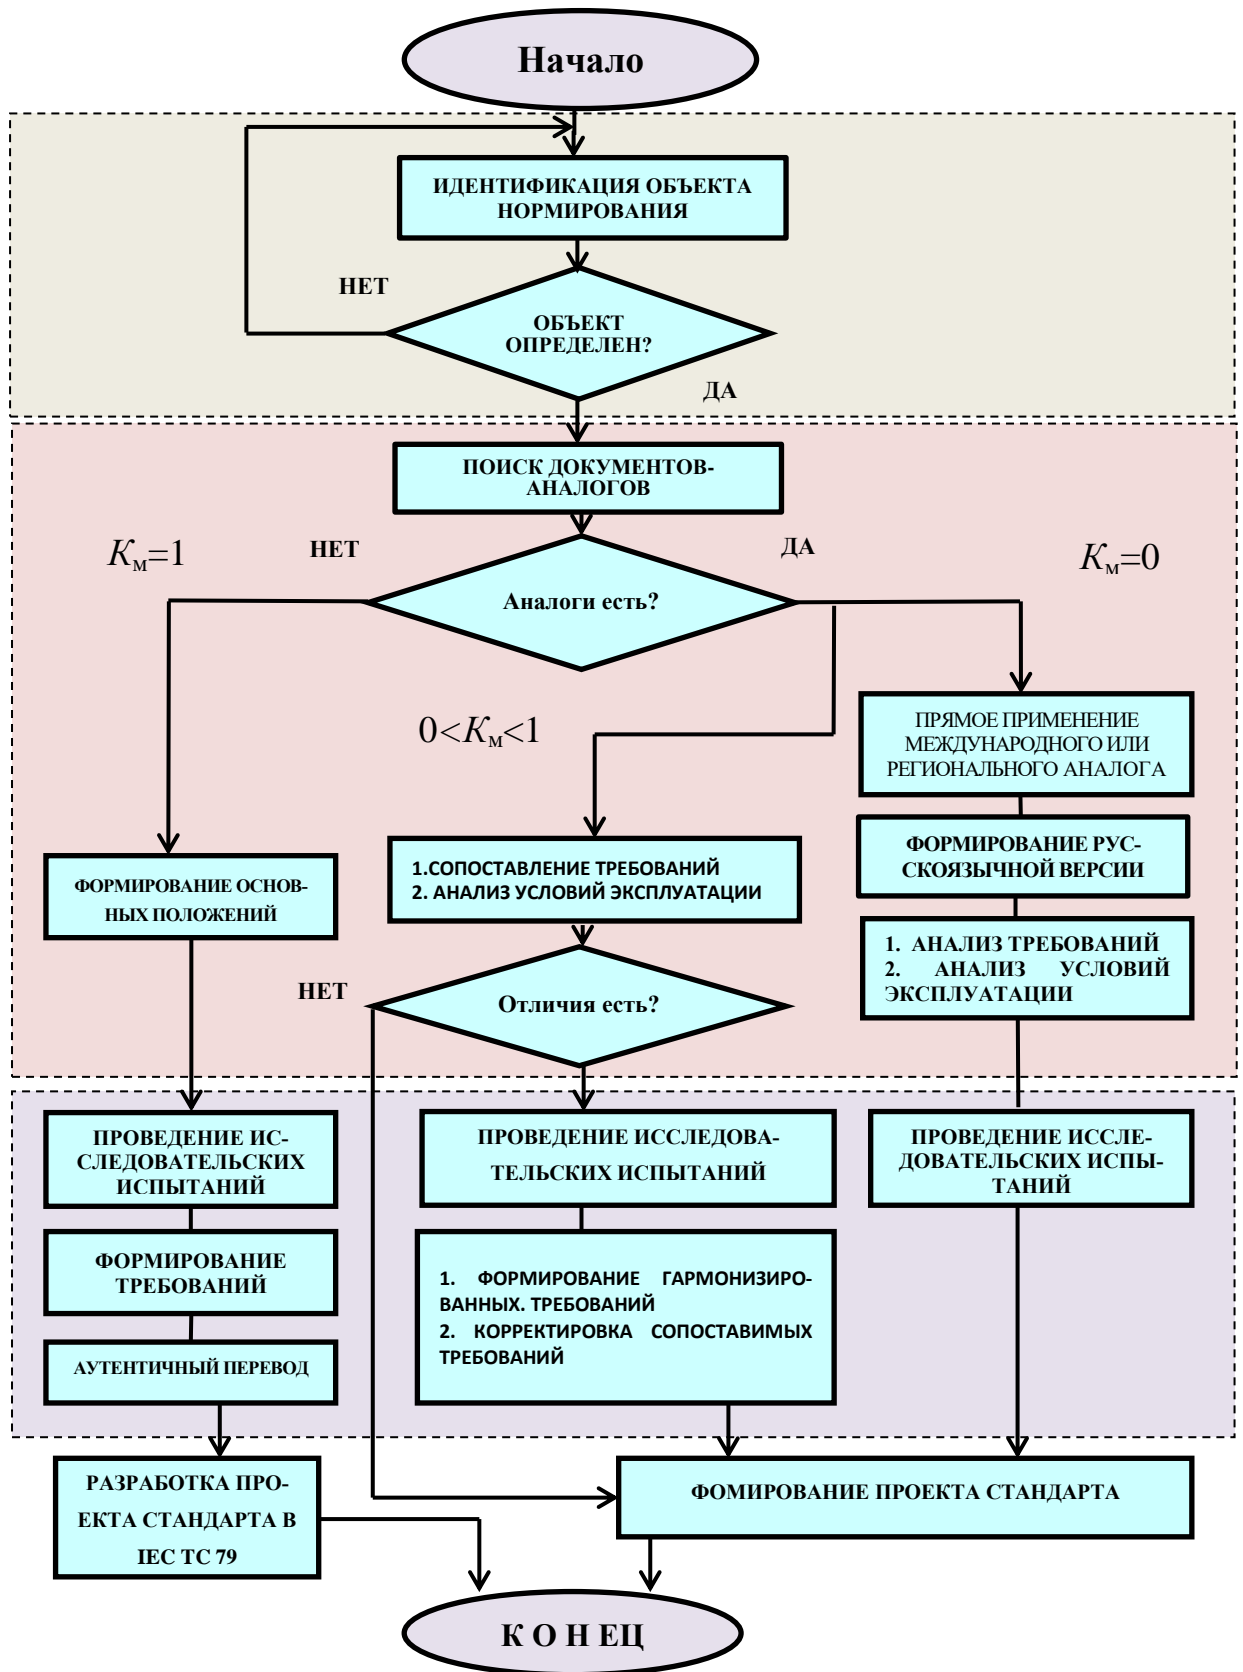 Начало
ИДЕНТИФИКАЦИЯ ОБЪЕКТА
НОРМИРОВАНИЯ
НЕТ
ОБЪЕКТ
ОПРЕДЕЛЕН?
ДА
ПОИСК ДОКУМЕНТОВ-
АНАЛОГОВ
Kм=1
НЕТ
ДА
Kм=0
Аналоги есть?
0<Kм<1
ПРЯМОЕ ПРИМЕНЕНИЕ
МЕЖДУНАРОДНОГО ИЛИ
РЕГИОНАЛЬНОГО АНАЛОГА
ФОРМИРОВАНИЕ РУС-
СКОЯЗЫЧНОЙ ВЕРСИИ
ФОРМИРОВАНИЕ ОСНОВ-
НЫХ ПОЛОЖЕНИЙ
1.СОПОСТАВЛЕНИЕ ТРЕБОВАНИЙ
2. АНАЛИЗ УСЛОВИЙ ЭКСПЛУАТАЦИИ
1. АНАЛИЗ ТРЕБОВАНИЙ
2. АНАЛИЗ УСЛОВИЙ
ЭКСПЛУАТАЦИИ
НЕТ
Отличия есть?
ПРОВЕДЕНИЕ ИС-
СЛЕДОВАТЕЛЬСКИХ
ИСПЫТАНИЙ
ПРОВЕДЕНИЕ ИССЛЕДОВА-
ТЕЛЬСКИХ ИСПЫТАНИЙ
ПРОВЕДЕНИЕ ИССЛЕ-
ДОВАТЕЛЬСКИХ ИСПЫ-
ТАНИЙ
ФОРМИРОВАНИЕ
ТРЕБОВАНИЙ
1. ФОРМИРОВАНИЕ ГАРМОНИЗИРО-
ВАННЫХ. ТРЕБОВАНИЙ
2. КОРРЕКТИРОВКА СОПОСТАВИМЫХ
ТРЕБОВАНИЙ
АУТЕНТИЧНЫЙ ПЕРЕВОД
РАЗРАБОТКА ПРО-
ЕКТА СТАНДАРТА В
IEC TC 79
ФОМИРОВАНИЕ ПРОЕКТА СТАНДАРТА
К О Н ЕЦ